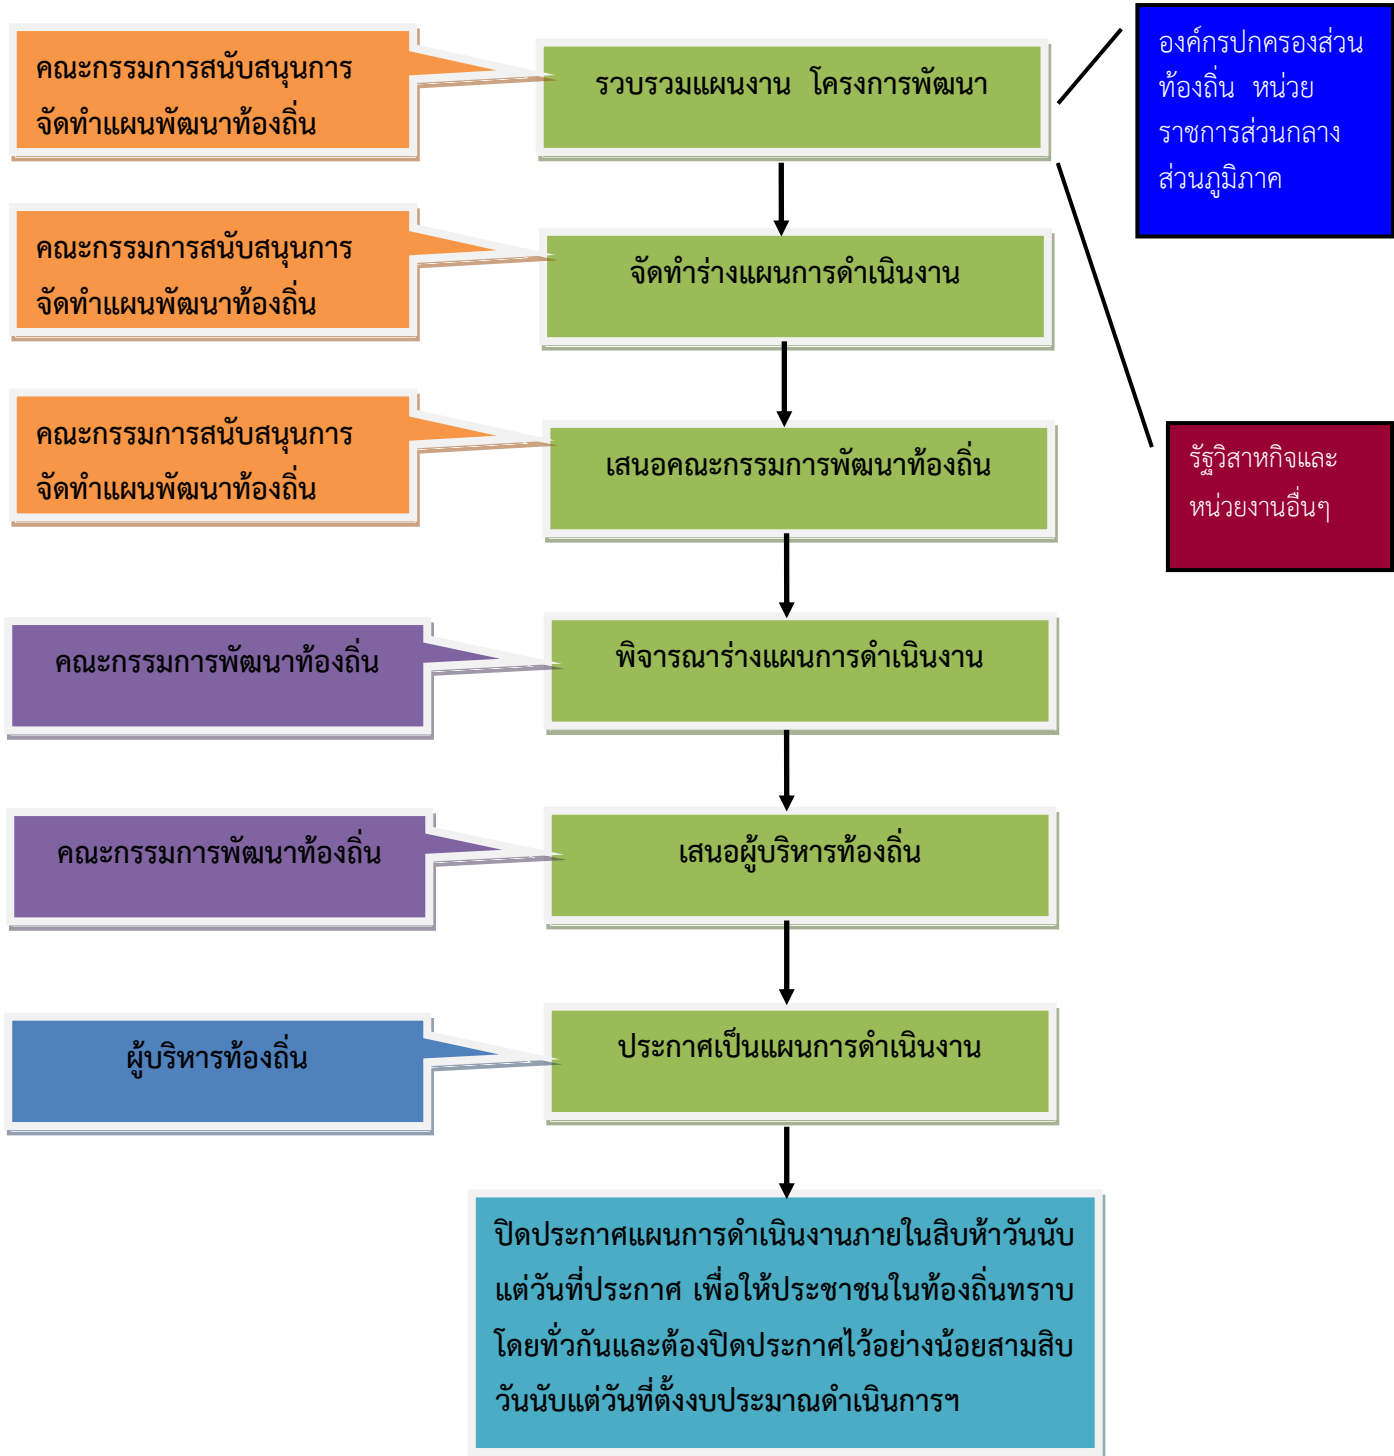 คณะกรรมการสนับสนุนการ
จัดทำแผนพัฒนาท้องถิ่น
รวบรวมแผนงาน โครงการพัฒนา
องค์กรปกครองส่วน
ท้องถิ่น หน่วย
ราชการส่วนกลาง
ส่วนภูมิภาค
คณะกรรมการสนับสนุนการ
จัดทำแผนพัฒนาท้องถิ่น
จัดทำร่างแผนการดำเนินงาน
คณะกรรมการสนับสนุนการ
จัดทำแผนพัฒนาท้องถิ่น
เสนอคณะกรรมการพัฒนาท้องถิ่น
รัฐวิสาหกิจและ
หน่วยงานอื่นๆ
คณะกรรมการพัฒนาท้องถิ่น
พิจารณาร่างแผนการดำเนินงาน
คณะกรรมการพัฒนาท้องถิ่น
เสนอผู้บริหารท้องถิ่น
ผู้บริหารท้องถิ่น
ประกาศเป็นแผนการดำเนินงาน
ปิดประกาศแผนการดำเนินงานภายในสิบห้าวันนับ
แต่วันที่ประกาศ เพื่อให้ประชาชนในท้องถิ่นทราบ
โดยทั่วกันและต้องปิดประกาศไว้อย่างน้อยสามสิบ
วันนับแต่วันที่ตั้งงบประมาณดำเนินการฯ